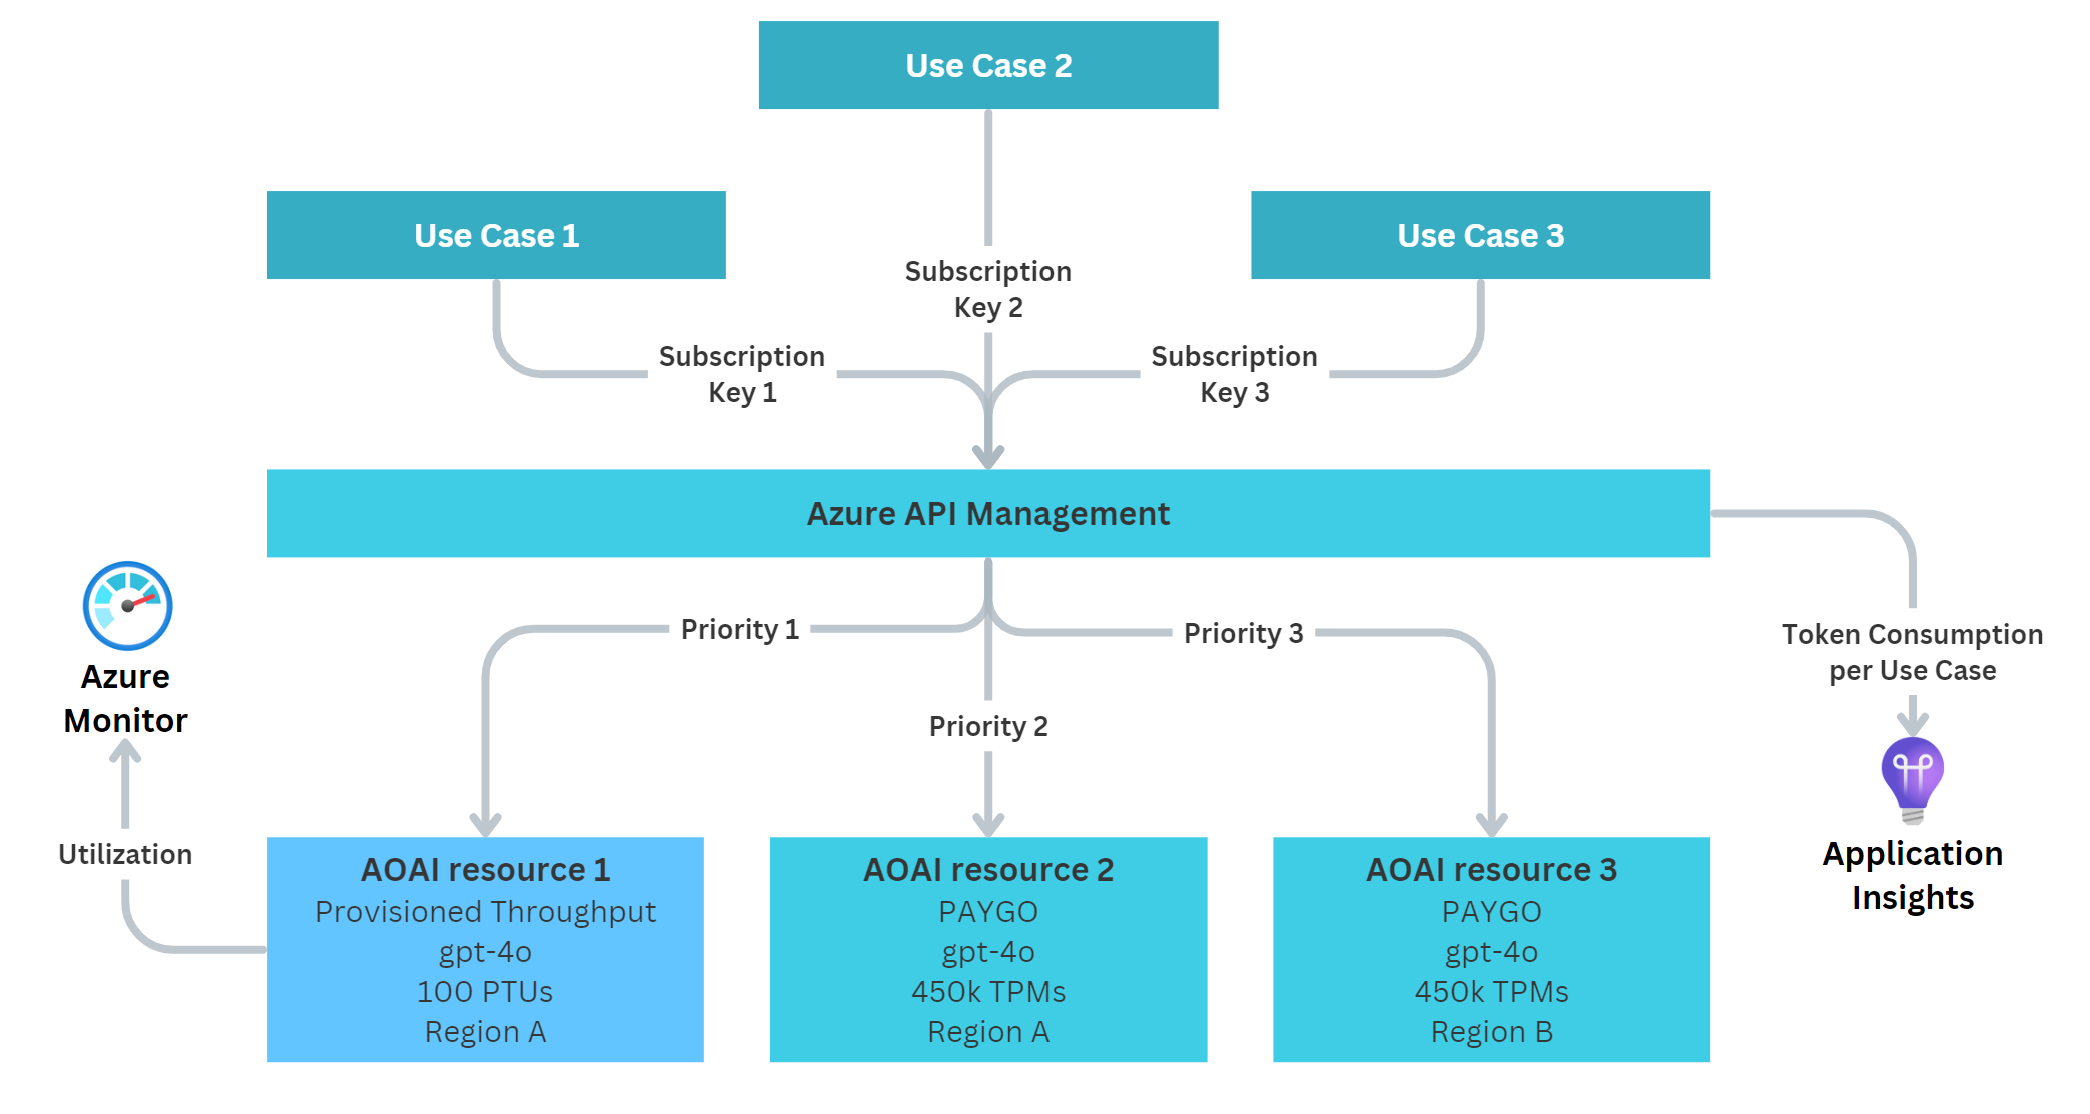 Use Case 2
Use Case 1
Use Case 3
Subscription
Key 2
Subscription
Key 1
Subscription
Key 3
Azure API Management
Priority 1
Priority 3
Token Consumption
per Use Case
Azure
Monitor
Priority 2
Utilization
Application
Insights
AOAI resource 1
Provisioned Throughput
gpt-4o
100 PTUs
Region A
AOAI resource 2
PAYGO
gpt-4o
450k TPMs
Region A
AOAI resource 3
PAYGO
gpt-4o
450k TPMs
Region B